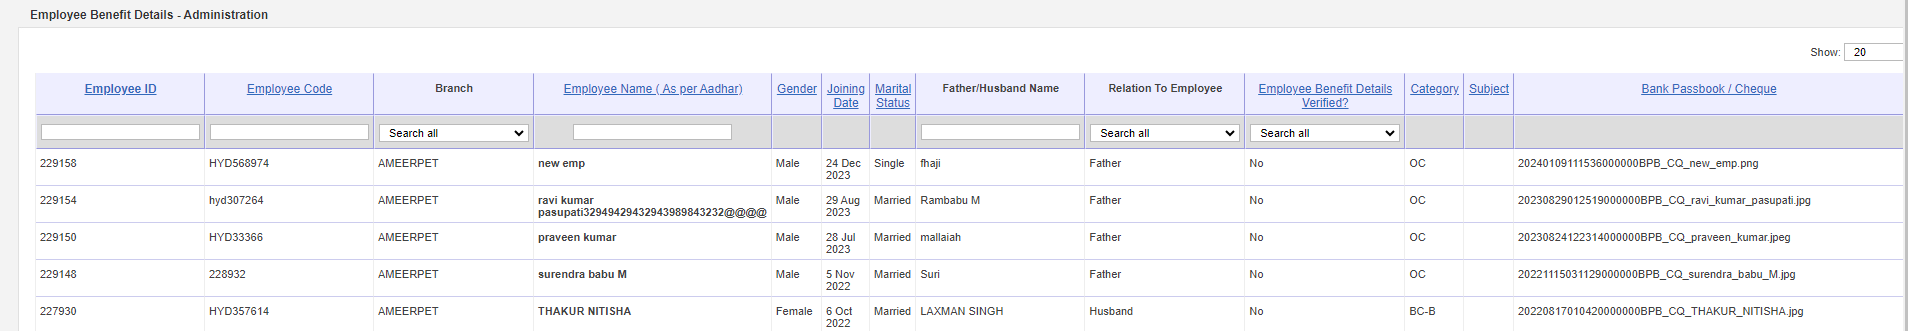 Employee Benefit Details - Administration
Show: 20
Employee ID Employee Code Branch Employee Name ( As per Aadhar) Gender Joining Date Marital Status Father/Husband Name Relation To Employee Employee Benefit Details Verified? Category Subject Bank Passbook / Cheque
Search all Search all Search all
229158 HYD568974 AMEERPET new emp Male 24 Dec 2023 Single fhaji Father No OC 20240109111536000000BPB_CQ_new_emp.png
229154 hyd307264 AMEERPET ravi kumar pasupati32949429432943989843232@@@@ Male 29 Aug 2023 Married Rambabu M Father No OC 20230829012519000000BPB_CQ_ravi_kumar_pasupati.jpg
229150 HYD33366 AMEERPET praveen kumar Male 28 Jul 2023 Married mallaiah Father No OC 20230824122314000000BPB_CQ_praveen_kumar.jpeg
229148 228932 AMEERPET surendra babu M Male 5 Nov 2022 Married Suri Father No OC 20221115031129000000BPB_CQ_surendra_babu_M.jpg
227930 HYD357614 AMEERPET THAKUR NITISHA Female 6 Oct 2022 Married LAXMAN SINGH Husband No BC-B 20220817010420000000BPB_CQ_THAKUR_NITISHA.jpg